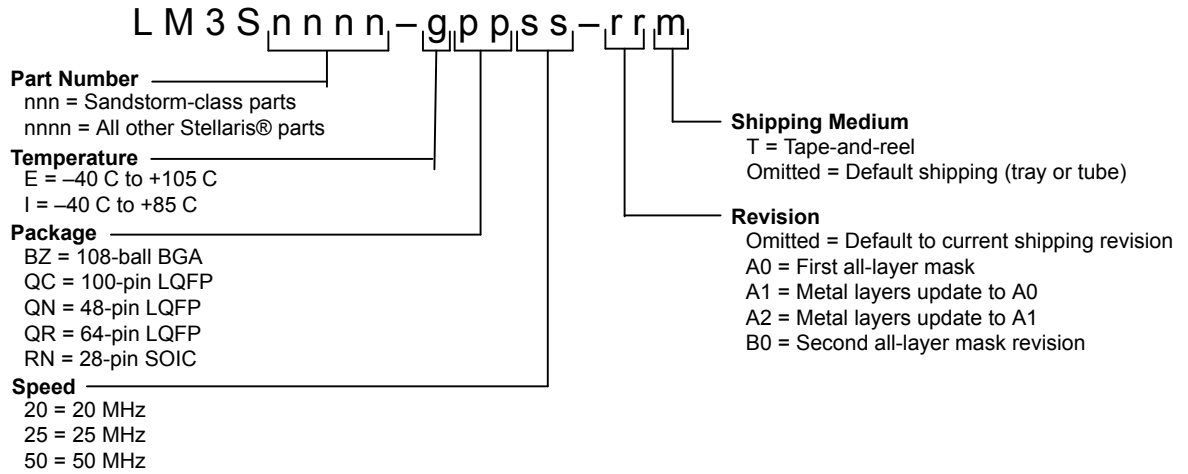 LM3Snnnn–gppss–rrm
Part Number
nnn = Sandstorm-class parts
nnnn = All other Stellaris® parts
Temperature
E = –40 C to +105 C
I = –40 C to +85 C
Package
BZ = 108-ball BGA
QC = 100-pin LQFP
QN = 48-pin LQFP
QR = 64-pin LQFP
RN = 28-pin SOIC
Speed
20 = 20 MHz
25 = 25 MHz
50 = 50 MHz
Shipping Medium
T = Tape-and-reel
Omitted = Default shipping (tray or tube)
Revision
Omitted = Default to current shipping revision
A0 = First all-layer mask
A1 = Metal layers update to A0
A2 = Metal layers update to A1
B0 = Second all-layer mask revision